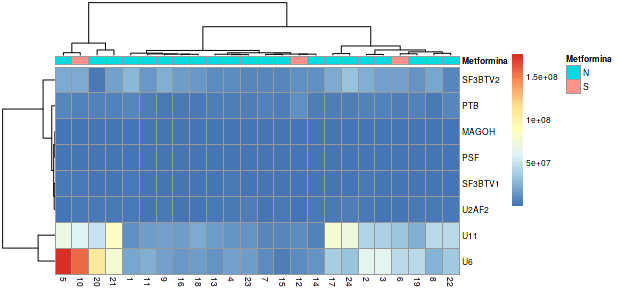 Metformina
SF3BTV2
PTB
MAGOH
PSF
SF3BTV1
U2AF2
U11
U6
5 10 20 21 1 11 9 16 18 13 4 23 7 15 12 14 17 24 2 3 6 19 8 22
1.5e+08
1e+08
5e+07
Metformina
N
S